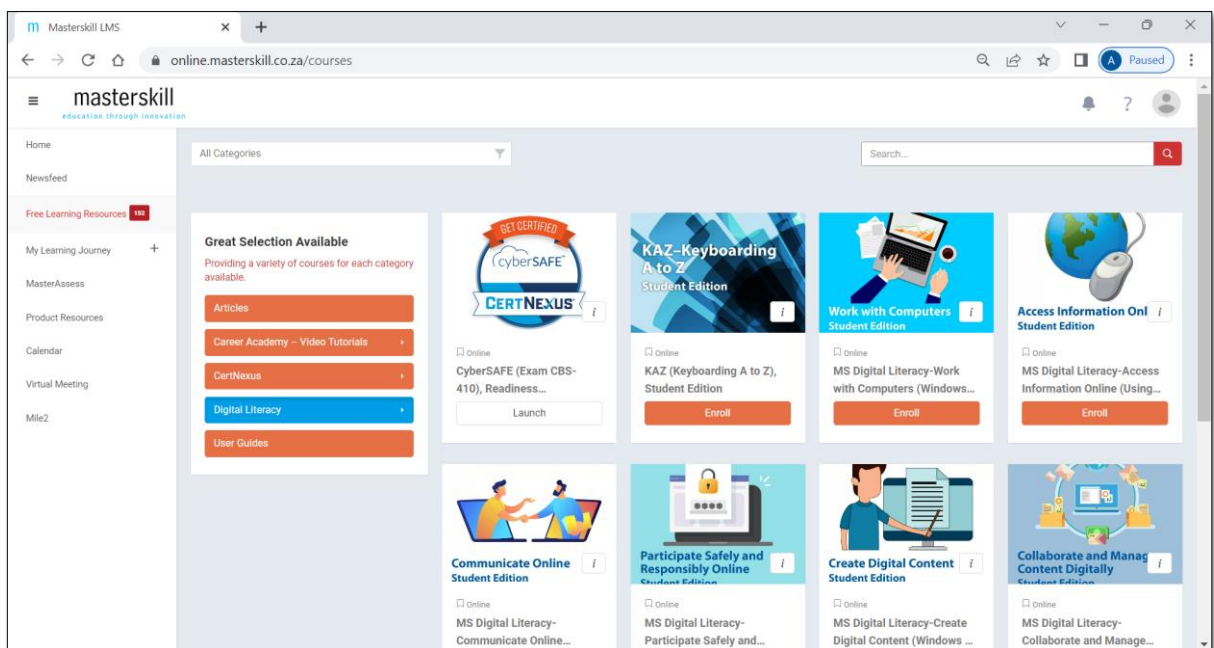 Masterskill LMS
online.masterskill.co.za/courses
A Paused
masterskill
education through innovation
?
Home
Newsfeed
Free Learning Resources 152
My Learning Journey +
MasterAssess
Product Resources
Calendar
Virtual Meeting
Mile2
All Categories
Search...
Great Selection Available
Providing a variety of courses for each category
available.
Articles
Career Academy – Video Tutorials
CertNexus
Digital Literacy
User Guides
GET CERTIFIED
cyberSAFE
CERTNEXUS
i
Online
CyberSAFE (Exam CBS-
410), Readiness...
Launch
KAZ–Keyboarding
A to Z
Student Edition
i
Online
KAZ (Keyboarding A to Z),
Student Edition
Enroll
Work with Computers
Student Edition
i
Online
MS Digital Literacy-Work
with Computers (Windows...
Enroll
Access Information Onl
Student Edition
i
Online
MS Digital Literacy-Access
Information Online (Using...
Enroll
Communicate Online
Student Edition
i
Online
MS Digital Literacy-
Communicate Online...
Participate Safely and
Responsibly Online
Student Edition
i
Online
MS Digital Literacy-
Participate Safely and...
Create Digital Content
Student Edition
i
Online
MS Digital Literacy-Create
Digital Content (Windows ...
Collaborate and Manag
Content Digitally
Student Edition
i
Online
MS Digital Literacy-
Collaborate and Manage...